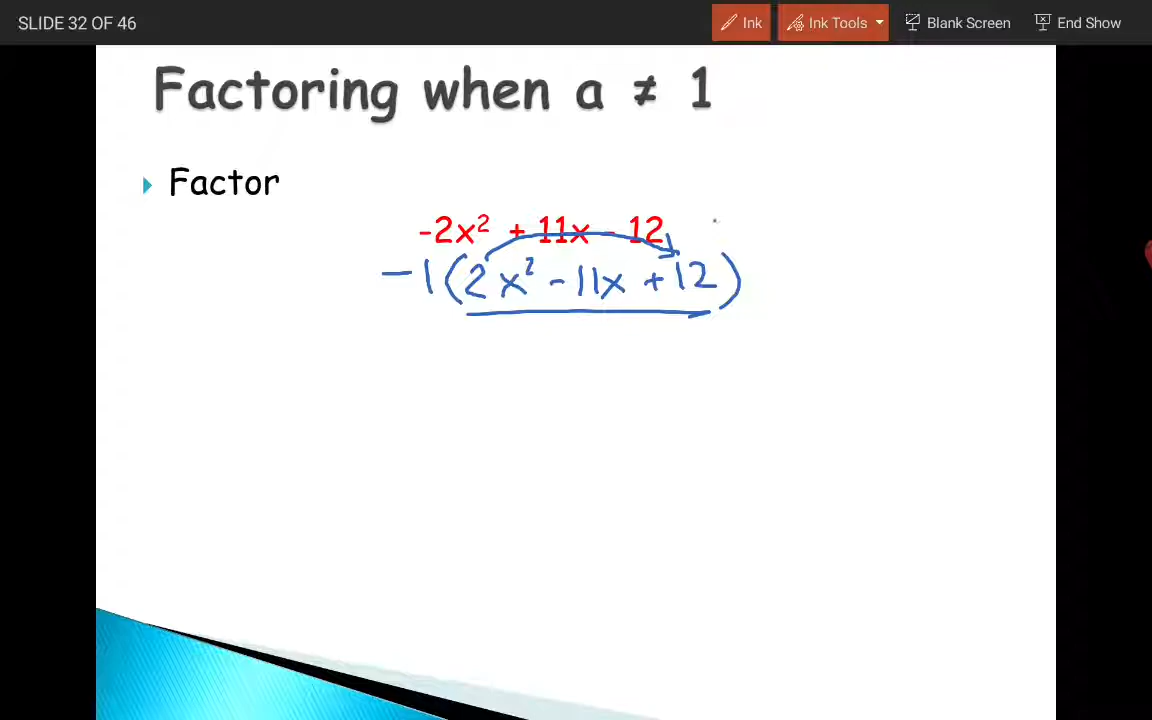 SLIDE 32 OF 46
Ink
Ink Tools
Blank Screen
End Show
Factoring when a ≠ 1
Factor
-2x² + 11x - 12
-1(2x² - 11x + 12)